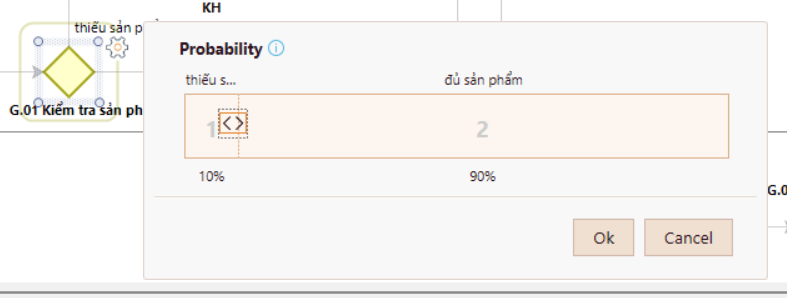 KH
thiếu sản
Probability
thiếu s...
đủ sản phẩm
1
2
G.01 Kiểm tra sản
10%
90%
G.0
Ok
Cancel